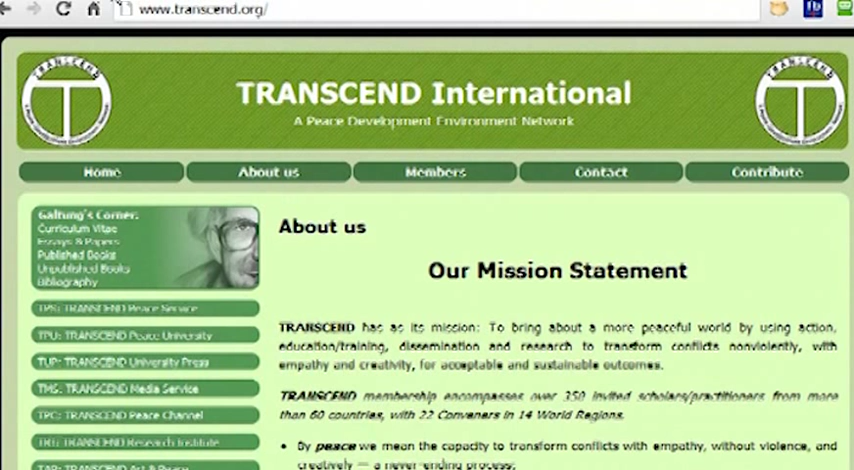 www.transcend.org/
TRANSCEND
TRANSCEND International
TRANSCEND
A Peace Development Environment Network
Home
About us
Members
Contact
Contribute
Galtung's Corner:
Curriculum Vitae
Essays & Papers
Published Books
Unpublished Books
Bibliography
TPS: TRANSCEND Peace Service
TPU: TRANSCEND Peace University
TUP: TRANSCEND University Press
TMS: TRANSCEND Media Service
TPC: TRANSCEND Peace Channel
TRI: TRANSCEND Research Institute
TAP: TRANSCEND Art & Peace
About us
Our Mission Statement
TRANSCEND has as its mission: To bring about a more peaceful world by using action,
education/training, dissemination and research to transform conflicts nonviolently, with
empathy and creativity, for acceptable and sustainable outcomes.
TRANSCEND membership encompasses over 350 invited scholars/practitioners from more
than 60 countries, with 22 Conveners in 14 World Regions.
• By peace we mean the capacity to transform conflicts with empathy, without violence, and
creatively — a never-ending process;